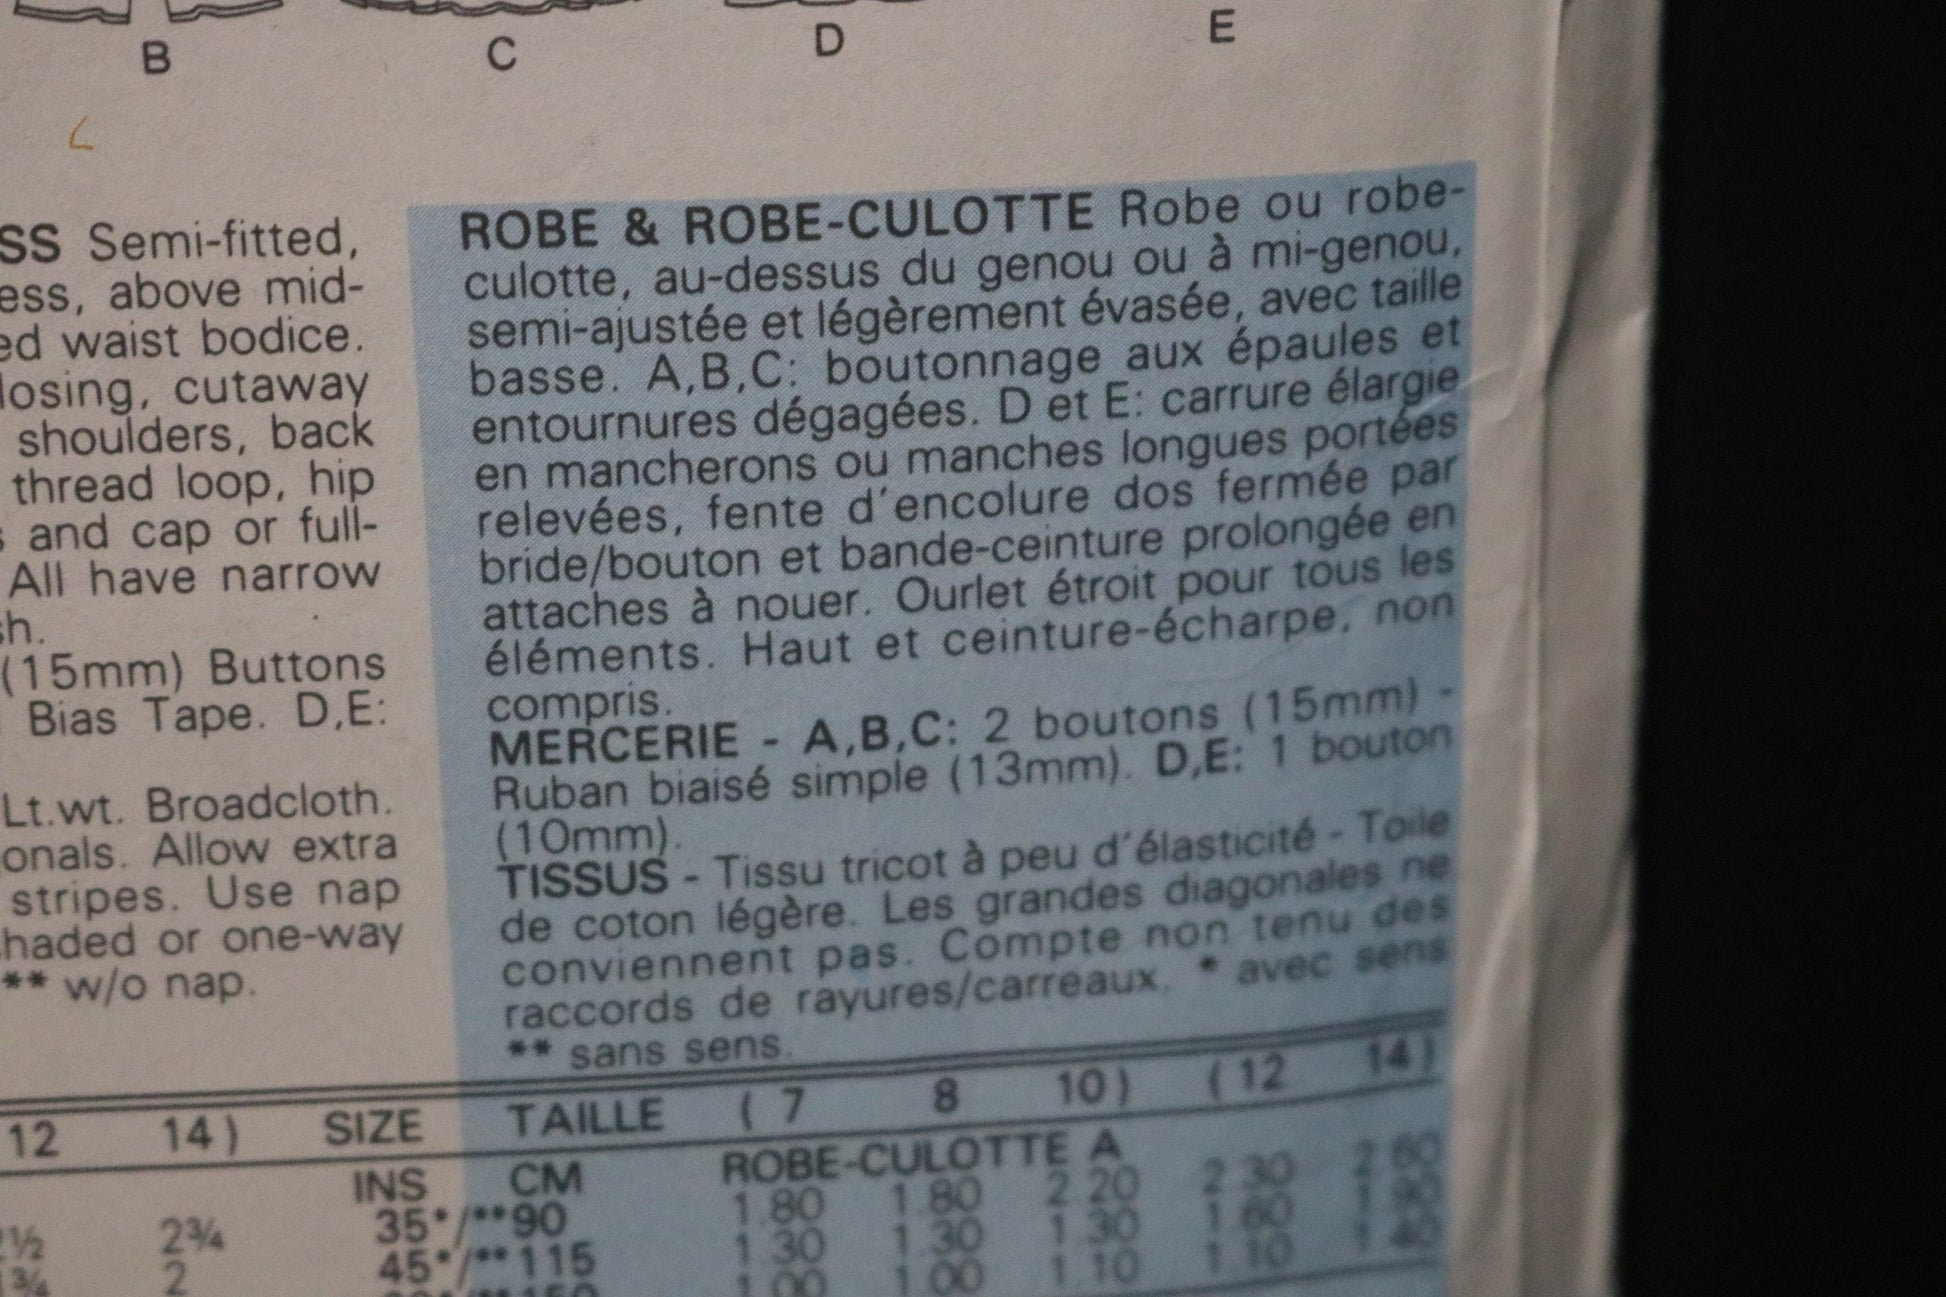 B C D E
SS Semi-fitted,
ess, above mid-
ed waist bodice.
losing, cutaway
shoulders, back
thread loop, hip
s and cap or full-
All have narrow
sh.
(15mm) Buttons
Bias Tape. D,E:
Lt.wt. Broadcloth.
onals. Allow extra
stripes. Use nap
haded or one-way
** w/o nap.
ROBE & ROBE-CULOTTE Robe ou robe-
culotte, au-dessus du genou ou à mi-genou,
semi-ajustée et légèrement évasée, avec taille
basse. A,B,C: boutonnage aux épaules et
entournures dégagées. D et E: carrure élargie
en mancherons ou manches longues portées
relevées, fente d'encolure dos fermée par
bride/bouton et bande-ceinture prolongée en
attaches à nouer. Ourlet étroit pour tous les
éléments. Haut et ceinture-écharpe, non
compris.
MERCERIE - A,B,C: 2 boutons (15mm) -
Ruban biaisé simple (13mm). D,E: 1 bouton
(10mm).
TISSUS - Tissu tricot à peu d'élasticité - Toile
de coton légère. Les grandes diagonales ne
conviennent pas. Compte non tenu des
raccords de rayures/carreaux. * avec sens
** sans sens.
12 14) SIZE TAILLE (7 8 10) (12 14)
INS CM ROBE-CULOTTE A
½ 2¾ 35*/**90 1.80 1.80 2.20 2.30 2.60
¾ 2 45*/**115 1.30 1.30 1.30 1.60 1.90
1.00 1.00 1.10 1.10 1.40